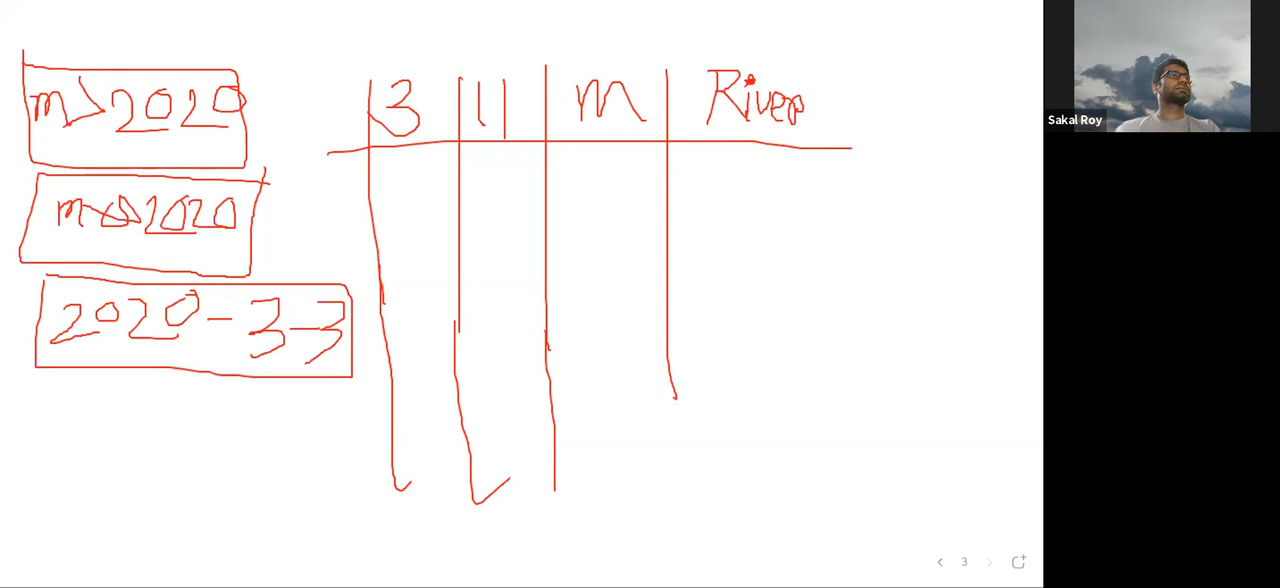 m > 2020
3 | 11 | m | River
2020
2020 - 3-3
Sakal Roy
3